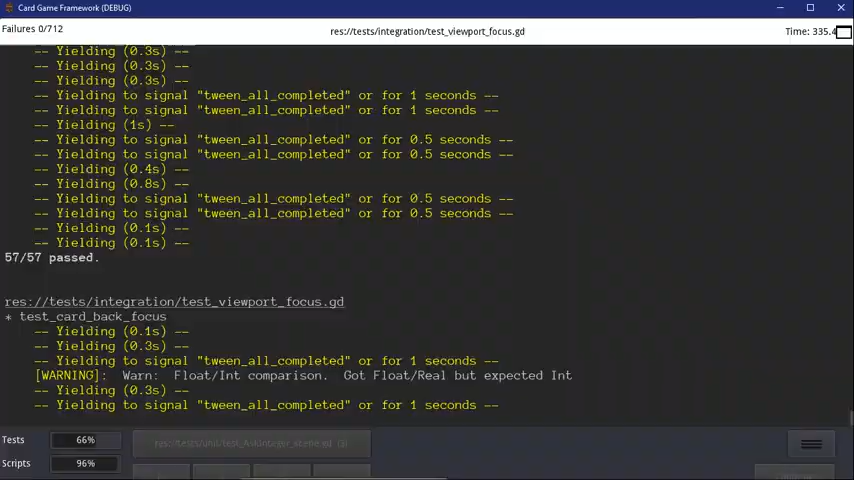 Card Game Framework (DEBUG)
Failures 0/712
res://tests/integration/test_viewport_focus.gd
Time: 335.4
-- Yielding (0.3s) --
-- Yielding (0.3s) --
-- Yielding (0.3s) --
-- Yielding to signal "tween_all_completed" or for 1 seconds --
-- Yielding to signal "tween_all_completed" or for 1 seconds --
-- Yielding (1s) --
-- Yielding to signal "tween_all_completed" or for 0.5 seconds --
-- Yielding to signal "tween_all_completed" or for 0.5 seconds --
-- Yielding (0.4s) --
-- Yielding (0.8s) --
-- Yielding to signal "tween_all_completed" or for 0.5 seconds --
-- Yielding to signal "tween_all_completed" or for 0.5 seconds --
-- Yielding (0.1s) --
-- Yielding (0.1s) --
57/57 passed.
res://tests/integration/test_viewport_focus.gd
* test_card_back_focus
-- Yielding (0.1s) --
-- Yielding (0.3s) --
-- Yielding to signal "tween_all_completed" or for 1 seconds --
[WARNING]:  Warn:  Float/Int comparison.  Got Float/Real but expected Int
-- Yielding (0.3s) --
-- Yielding to signal "tween_all_completed" or for 1 seconds --
Tests
66%
res://tests/unit/test_AskInteger_scene.gd (3)
Scripts
96%